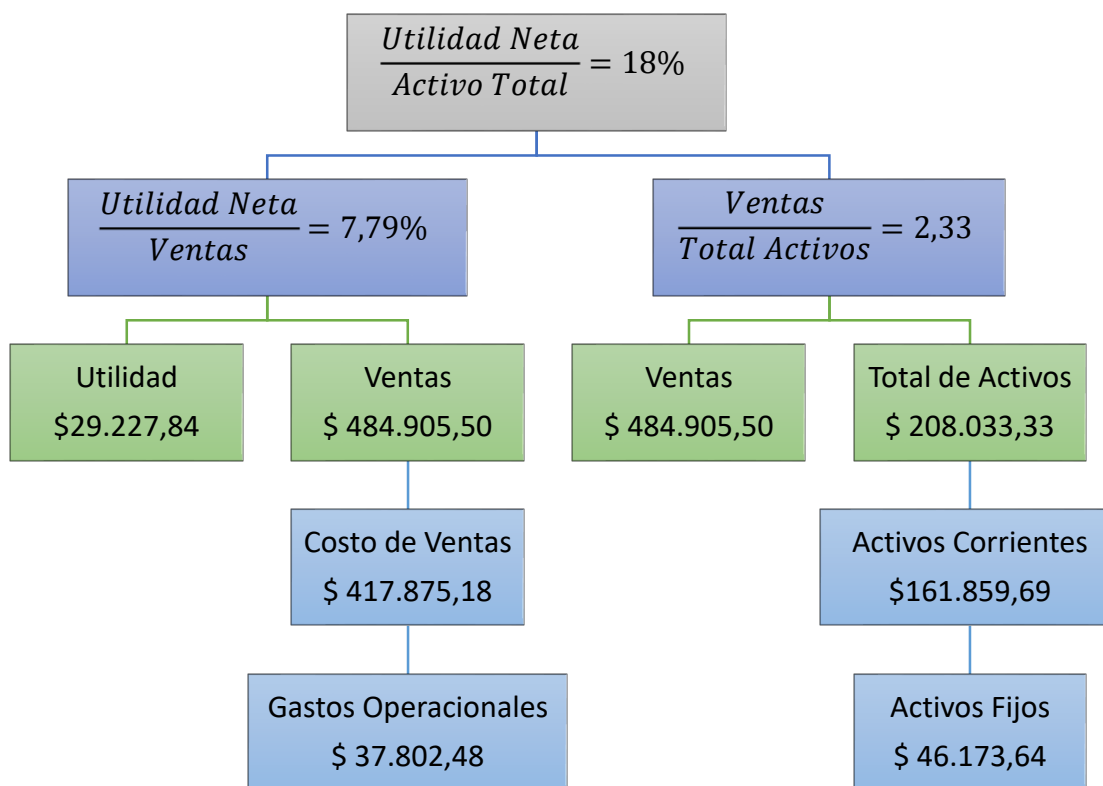 Utilidad Neta
Activo Total = 18%
Utilidad Neta
Ventas = 7,79%
Ventas
Total Activos = 2,33
Utilidad
$29.227,84
Ventas
$ 484.905,50
Ventas
$ 484.905,50
Total de Activos
$ 208.033,33
Costo de Ventas
$ 417.875,18
Activos Corrientes
$161.859,69
Gastos Operacionales
$ 37.802,48
Activos Fijos
$ 46.173,64